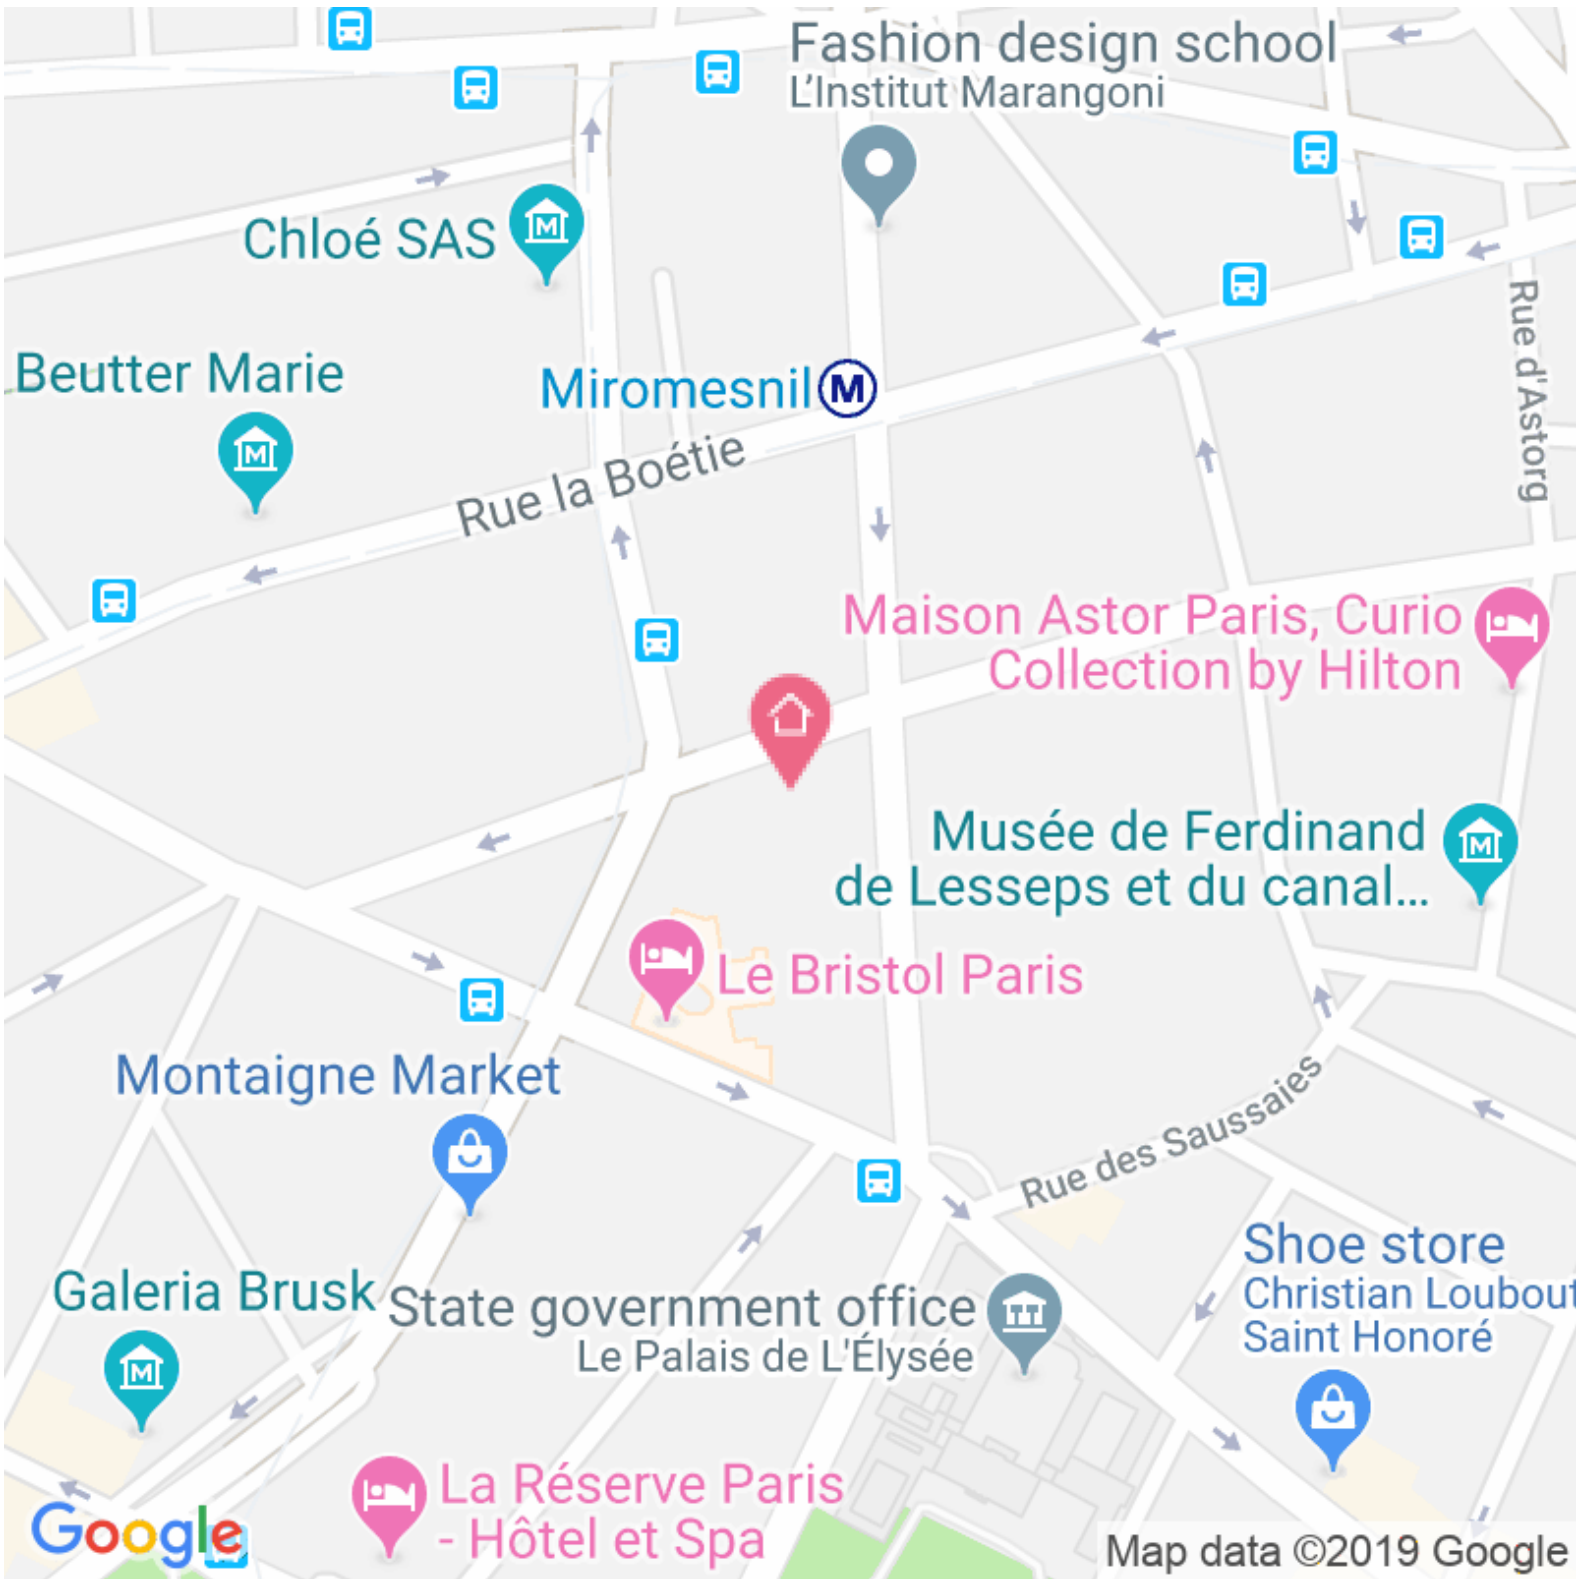 Fashion design school
L'Institut Marangoni
Chloé SAS
Beutter Marie
Miromesnil M
Rue la Boétie
Rue d'Astorg
Maison Astor Paris, Curio
Collection by Hilton
Musée de Ferdinand
de Lesseps et du canal...
Le Bristol Paris
Montaigne Market
Rue des Saussaies
Galeria Brusk
State government office
Le Palais de L'Élysée
Shoe store
Christian Loubout
Saint Honoré
La Réserve Paris
- Hôtel et Spa
Google
Map data ©2019 Google